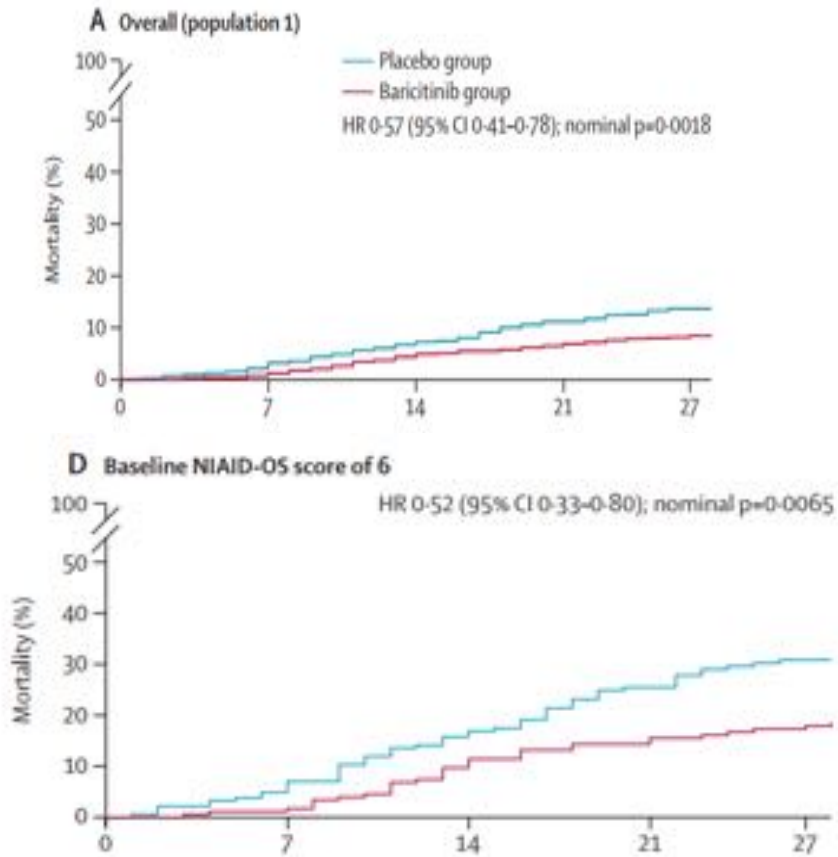 A Overall (population 1)
Placebo group
Baricitinib group
HR 0·57 (95% CI 0·41–0·78); nominal p=0·0018
Mortality (%)
100
50
40
30
20
10
0
0 7 14 21 27
D Baseline NIAID-OS score of 6
HR 0·52 (95% CI 0·33–0·80); nominal p=0·0065
Mortality (%)
100
50
40
30
20
10
0
0 7 14 21 27